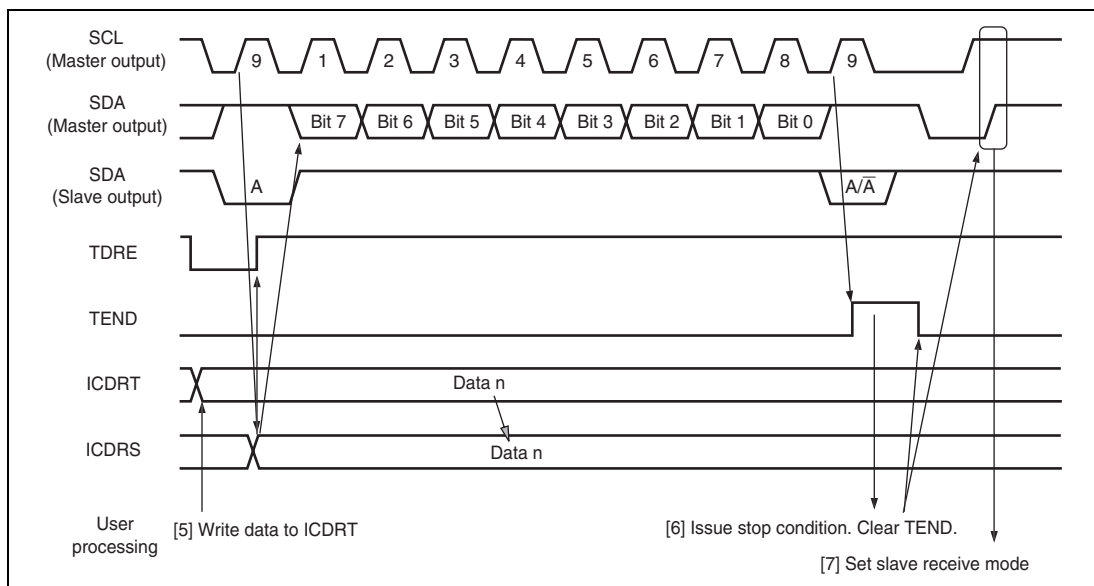 SCL
(Master output)
9 1 2 3 4 5 6 7 8 9
SDA
(Master output)
Bit 7 Bit 6 Bit 5 Bit 4 Bit 3 Bit 2 Bit 1 Bit 0
SDA
(Slave output)
A A/A̅
TDRE
TEND
ICDRT
Data n
ICDRS
Data n
User
processing
[5] Write data to ICDRT
[6] Issue stop condition. Clear TEND.
[7] Set slave receive mode